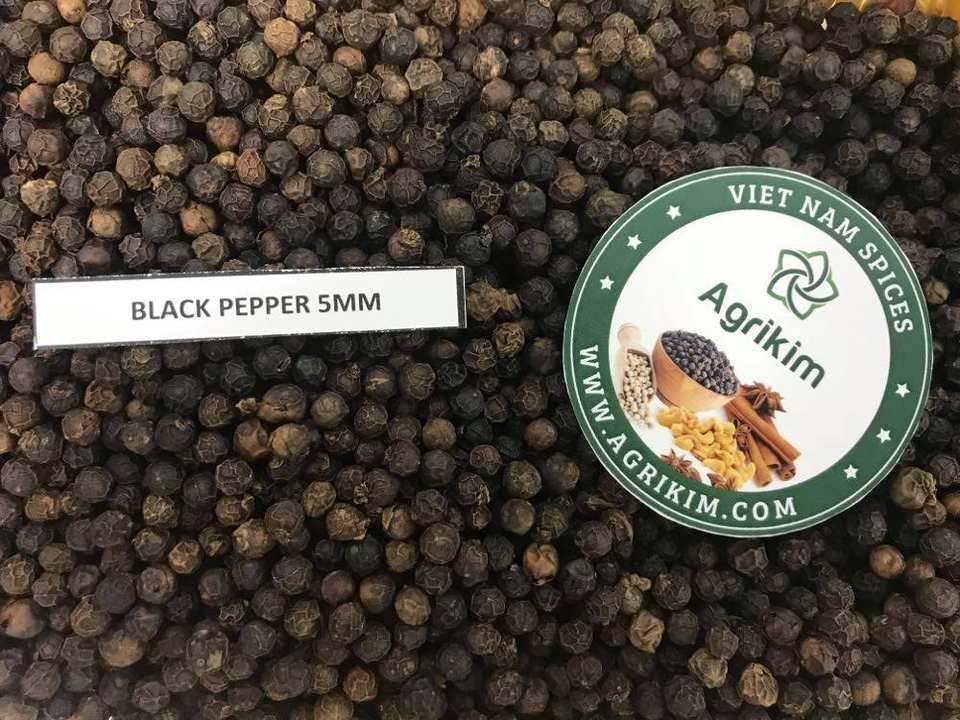 BLACK PEPPER 5MM
VIET NAM SPICES
Agrikim
WWW.AGRIKIM.COM